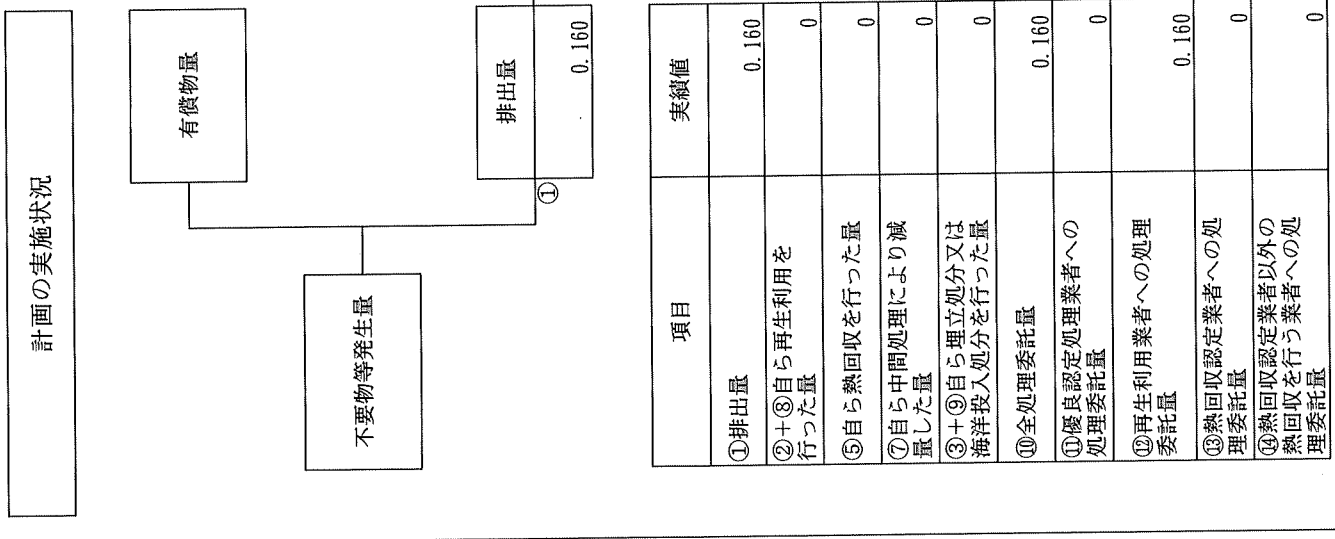 計画の実施状況
有償物量
不要物等発生量
排出量
①
0.160
項目
実績値
①排出量
0.160
②+⑧自ら再生利用を
行った量
0
⑤自ら熱回収を行った量
0
⑦自ら中間処理により減
量した量
0
③+⑨自ら埋立処分又は
海洋投入処分を行った量
0
⑩全処理委託量
0.160
⑪優良認定処理業者への
処理委託量
0
⑫再生利用業者への処理
委託量
0.160
⑬熱回収認定業者への処
理委託量
0
⑭熱回収認定業者以外の
熱回収を行う業者への処
理委託量
0